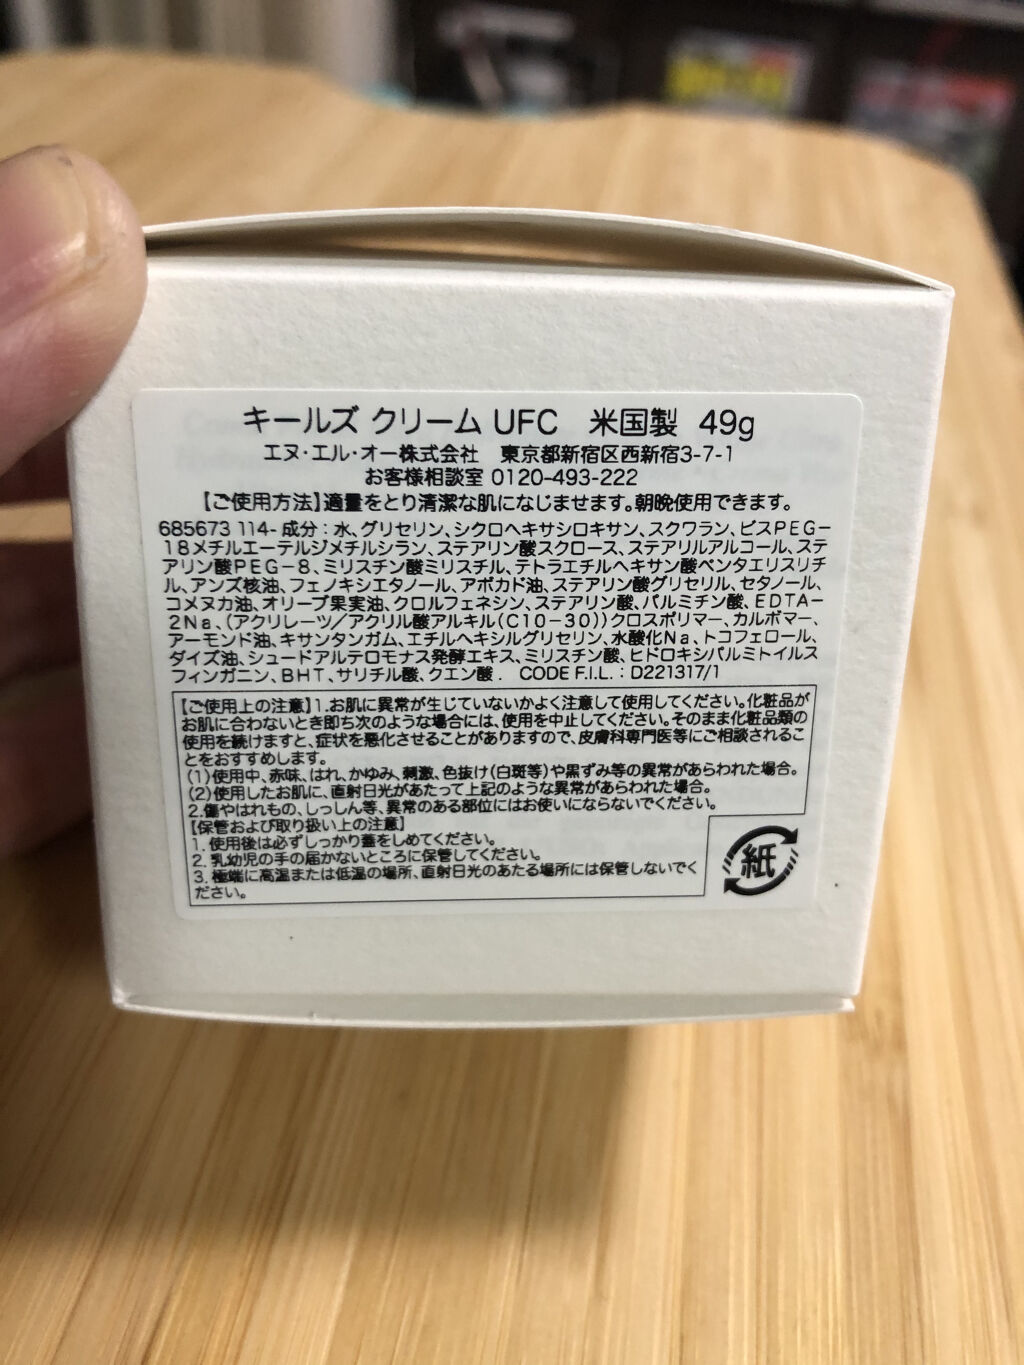 キールズ クリーム UFC 米国製 49g
エヌ・エル・オー株式会社 東京都新宿区西新宿3-7-1
お客様相談室 0120-493-222
【ご使用方法】適量をとり清潔な肌になじませます。朝晩使用できます。
685673 114- 成分：水、グリセリン、シクロヘキサシロキサン、スクワラン、ビスPEG-
18メチルエーテルジメチルシラン、ステアリン酸スクロース、ステアリルアルコール、ステ
アリン酸PEG-8、ミリスチン酸ミリスチル、テトラエチルヘキサン酸ペンタエリスリチ
ル、アンズ核油、フェノキシエタノール、アボカド油、ステアリン酸グリセリル、セタノール、
コメヌカ油、オリーブ果実油、クロルフェネシン、ステアリン酸、パルミチン酸、EDTA-
2Na、（アクリレーツ/アクリル酸アルキル（C10-30））クロスポリマー、カルボマー、
アーモンド油、キサンタンガム、エチルヘキシルグリセリン、水酸化Na、トコフェロール、
ダイズ油、シュードアルテロモナス発酵エキス、ミリスチン酸、ヒドロキシパルミトイルス
フィンガニン、BHT、サリチル酸、クエン酸． CODE F.I.L.：D221317/1
【ご使用上の注意】1.お肌に異常が生じていないかよく注意して使用してください。化粧品が
お肌に合わないとき即ち次のような場合には、使用を中止してください。そのまま化粧品類の
使用を続けますと、症状を悪化させることがありますので、皮膚科専門医等にご相談されるこ
とをおすすめします。
(1)使用中、赤味、はれ、かゆみ、刺激、色抜け(白斑等)や黒ずみ等の異常があらわれた場合。
(2)使用したお肌に、直射日光があたって上記のような異常があらわれた場合。
2.傷やはれもの、しっしん等、異常のある部位にはお使いにならないでください。
【保管および取り扱い上の注意】
1. 使用後は必ずしっかり蓋をしめてください。
2. 乳幼児の手の届かないところに保管してください。
3. 極端に高温または低温の場所、直射日光のあたる場所には保管しないでく
ださい。
紙